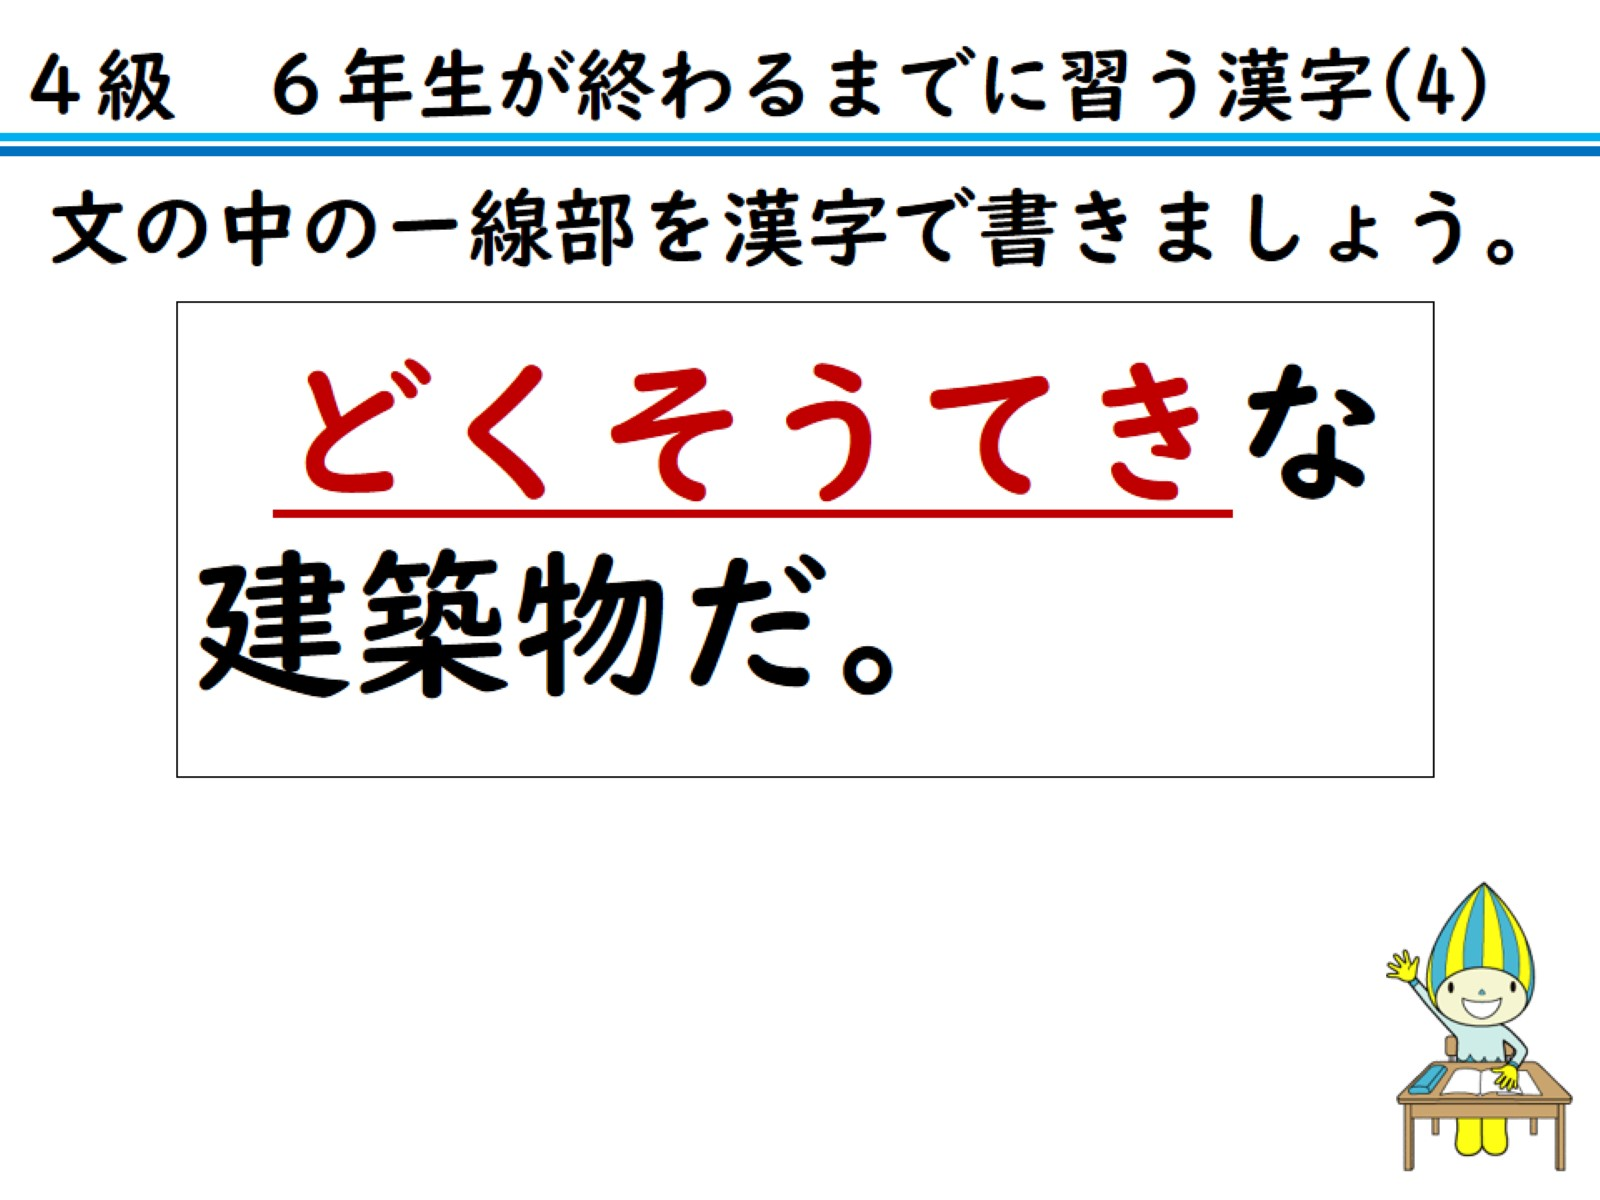 ４級　６年生が終わるまでに習う漢字(4)
文の中の―線部を漢字で書きましょう。
どくそうてきな
建築物だ。